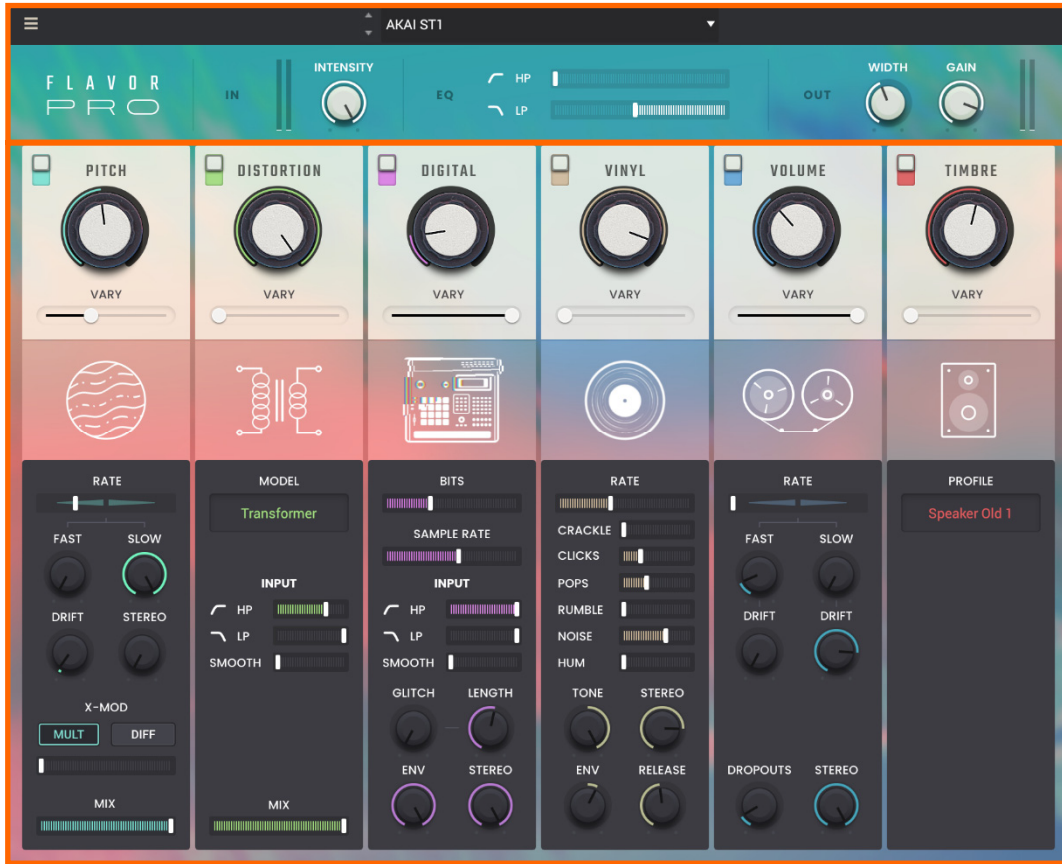 AKAI ST1
FLAVOR
PRO
IN
INTENSITY
EQ
HP
LP
OUT
WIDTH
GAIN
PITCH
VARY
RATE
FAST
SLOW
DRIFT
STEREO
X-MOD
MULT
DIFF
MIX
DISTORTION
VARY
MODEL
Transformer
INPUT
HP
LP
SMOOTH
MIX
DIGITAL
VARY
BITS
SAMPLE RATE
INPUT
HP
LP
SMOOTH
GLITCH
LENGTH
ENV
STEREO
VINYL
VARY
RATE
CRACKLE
CLICKS
POPS
RUMBLE
NOISE
HUM
TONE
STEREO
ENV
RELEASE
VOLUME
VARY
RATE
FAST
SLOW
DRIFT
DRIFT
DROPOUTS
STEREO
TIMBRE
VARY
PROFILE
Speaker Old 1